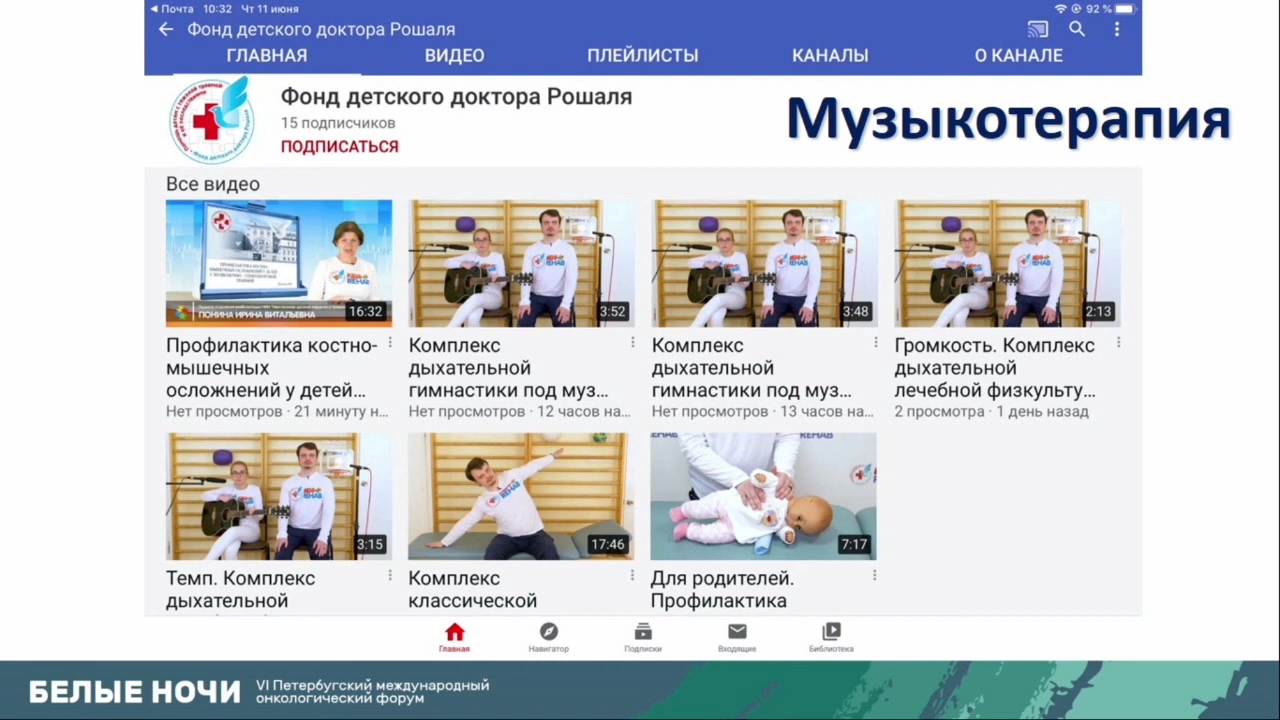 Почта 10:32 Чт 11 июня 92 %
Фонд детского доктора Рошаля
ГЛАВНАЯ ВИДЕО ПЛЕЙЛИСТЫ КАНАЛЫ О КАНАЛЕ
Фонд детского доктора Рошаля
15 подписчиков
ПОДПИСАТЬСЯ
Музыкотерапия
Все видео
ПОНИНА ИРИНА ВИТАЛЬЕВНА
16:32
3:52
3:48
2:13
Профилактика костно-
мышечных
осложнений у детей...
Нет просмотров · 21 минуту н...
Комплекс
дыхательной
гимнастики под муз...
Нет просмотров · 12 часов на...
Комплекс
дыхательной
гимнастики под муз...
Нет просмотров · 13 часов на...
Громкость. Комплекс
дыхательной
лечебной физкульту...
2 просмотра · 1 день назад
3:15
17:46
REHAB
7:17
Темп. Комплекс
дыхательной
Комплекс
классической
Для родителей.
Профилактика
Главная Навигатор Подписки Входящие Библиотека
БЕЛЫЕ НОЧИ
VI Петербургский международный
онкологический форум